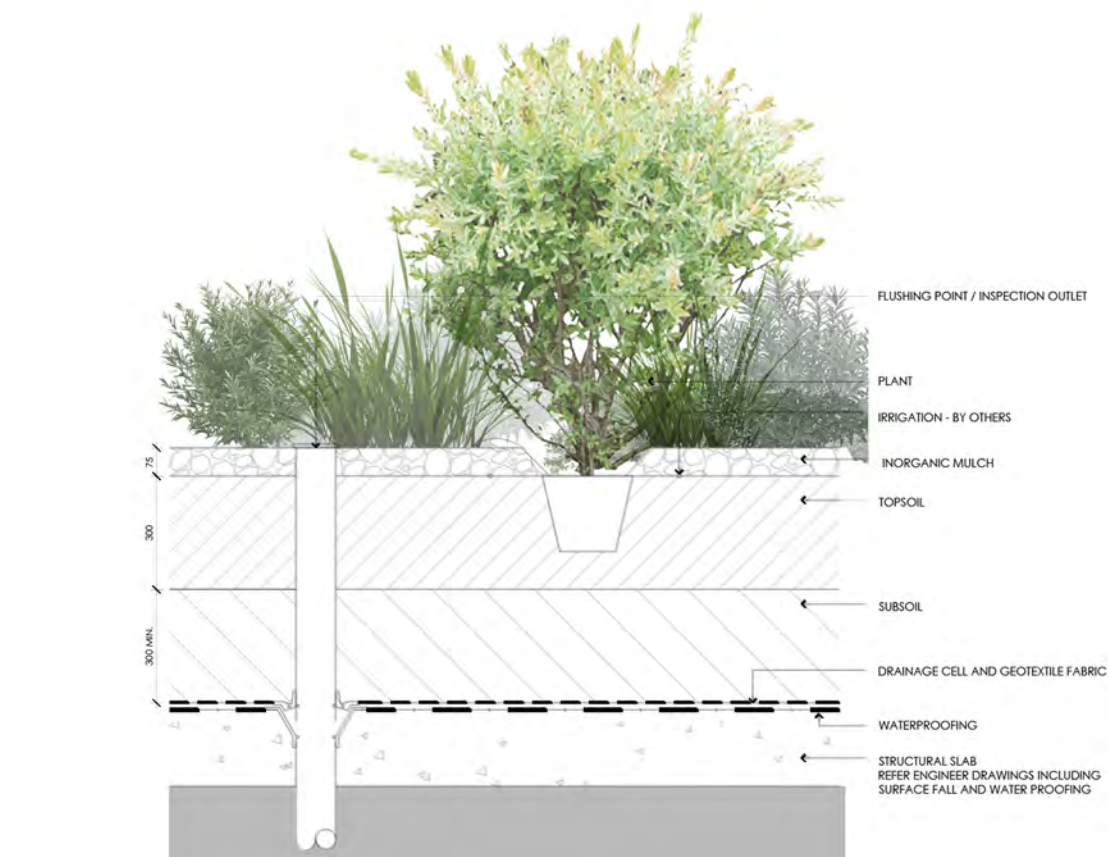 FLUSHING POINT / INSPECTION OUTLET
PLANT
IRRIGATION - BY OTHERS
75
INORGANIC MULCH
TOPSOIL
300
SUBSOIL
300 MIN.
DRAINAGE CELL AND GEOTEXTILE FABRIC
WATERPROOFING
STRUCTURAL SLAB
REFER ENGINEER DRAWINGS INCLUDING
SURFACE FALL AND WATER PROOFING